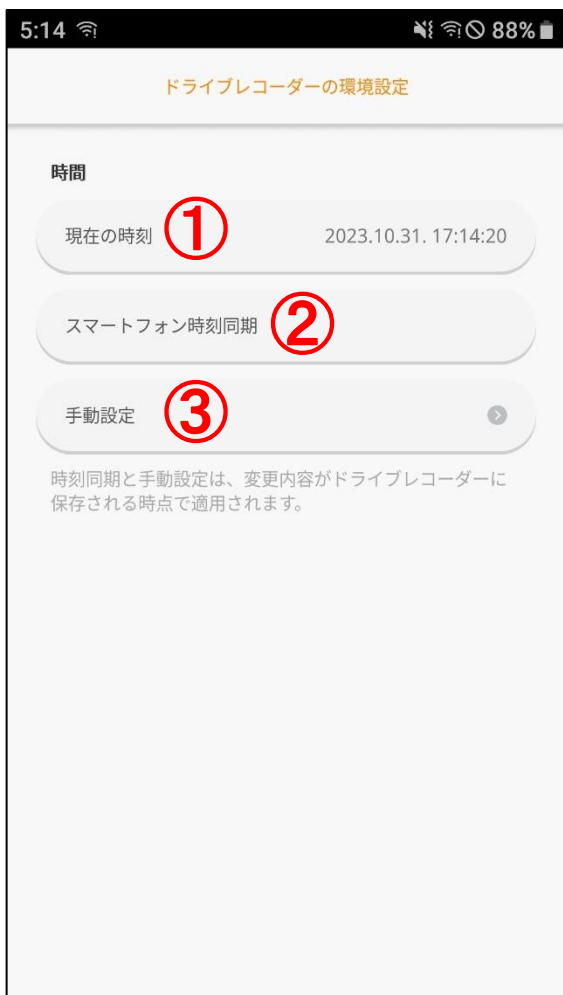 5:14 88%
ドライブレコーダーの環境設定
時間
現在の時刻 ① 2023.10.31. 17:14:20
スマートフォン時刻同期 ②
手動設定 ③
時刻同期と手動設定は、変更内容がドライブレコーダーに
保存される時点で適用されます。